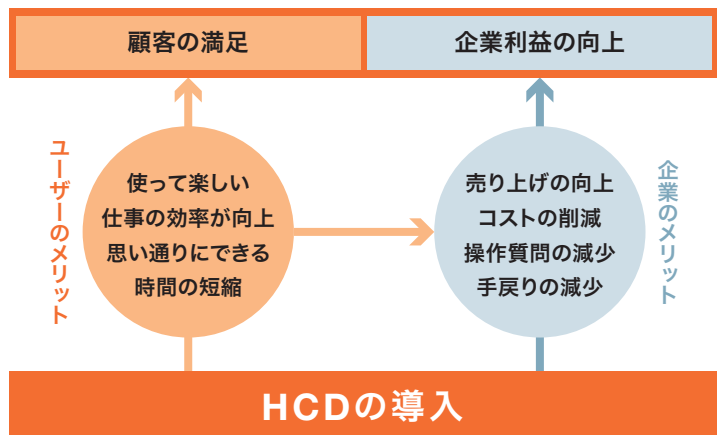 顧客の満足
企業利益の向上
ユーザーのメリット
使って楽しい
仕事の効率が向上
思い通りにできる
時間の短縮
売り上げの向上
コストの削減
操作質問の減少
手戻りの減少
企業のメリット
HCDの導入